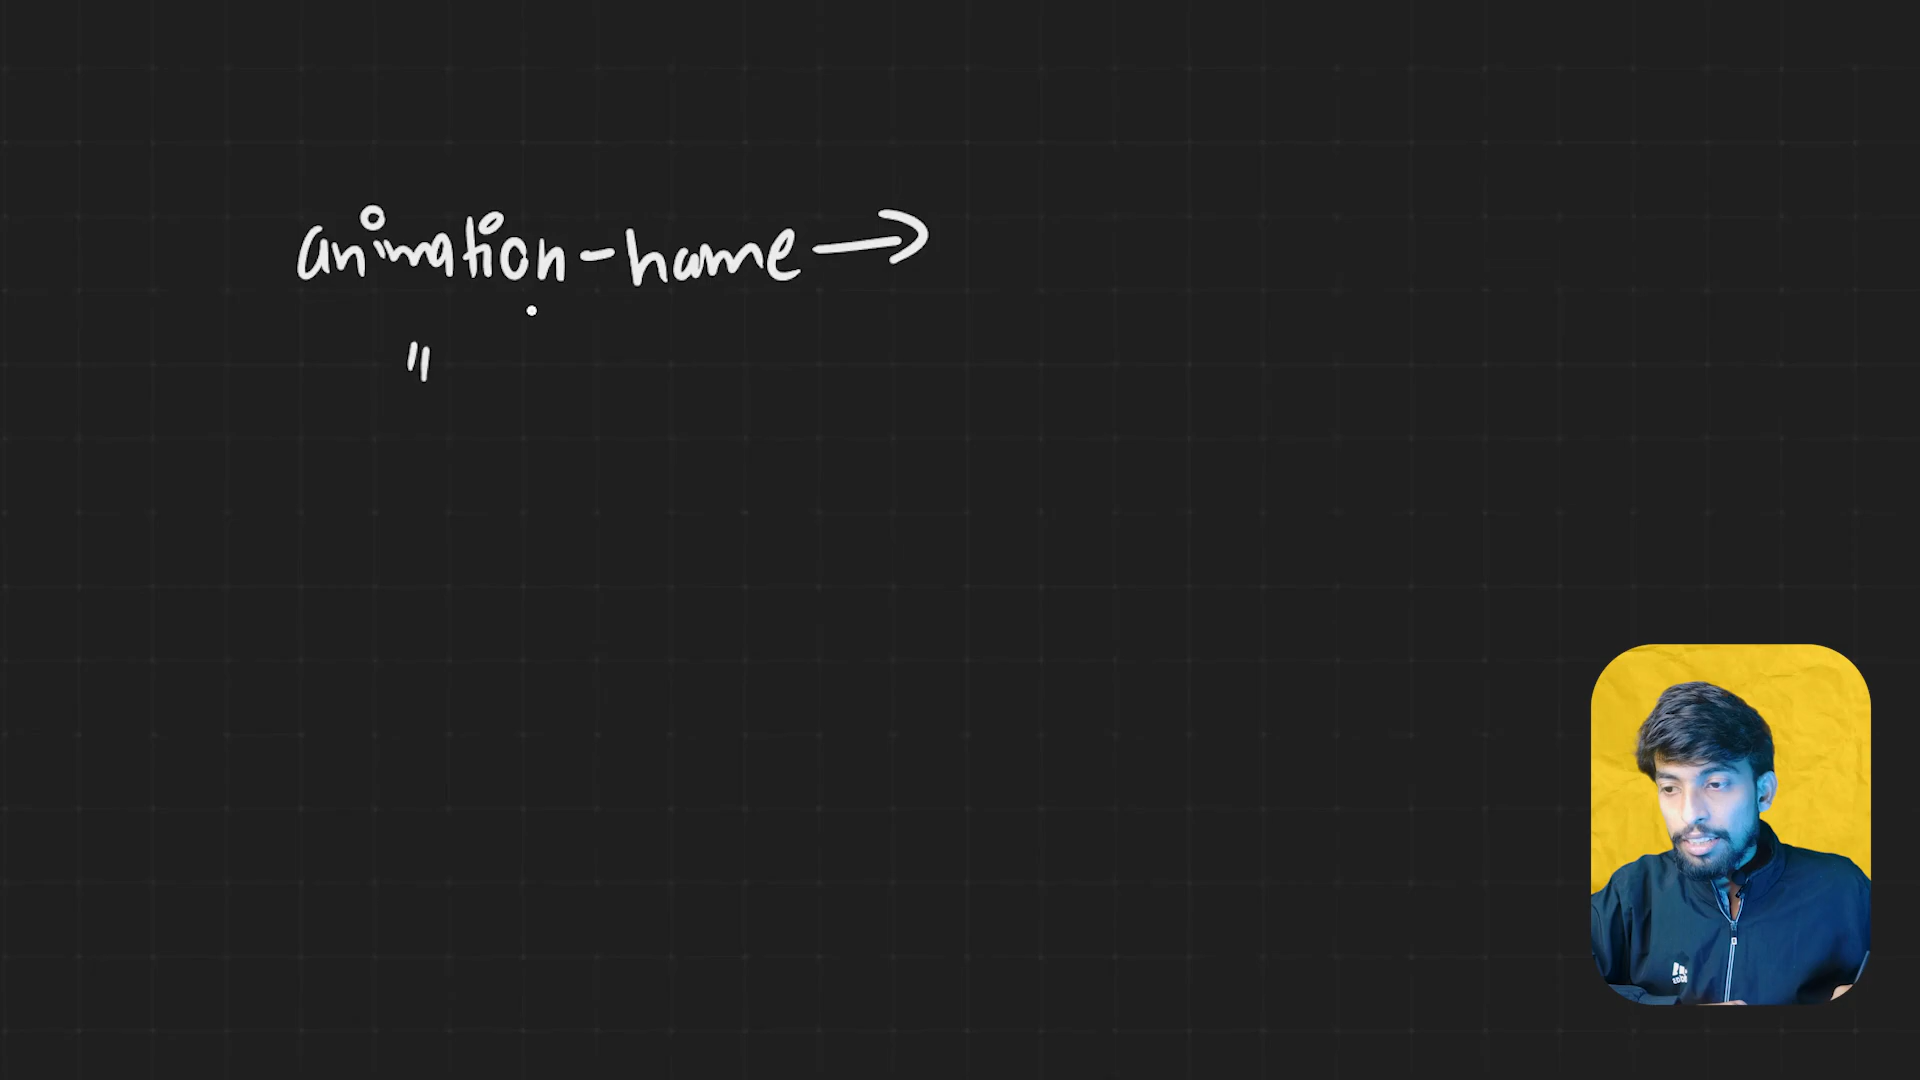 animation-name →
"